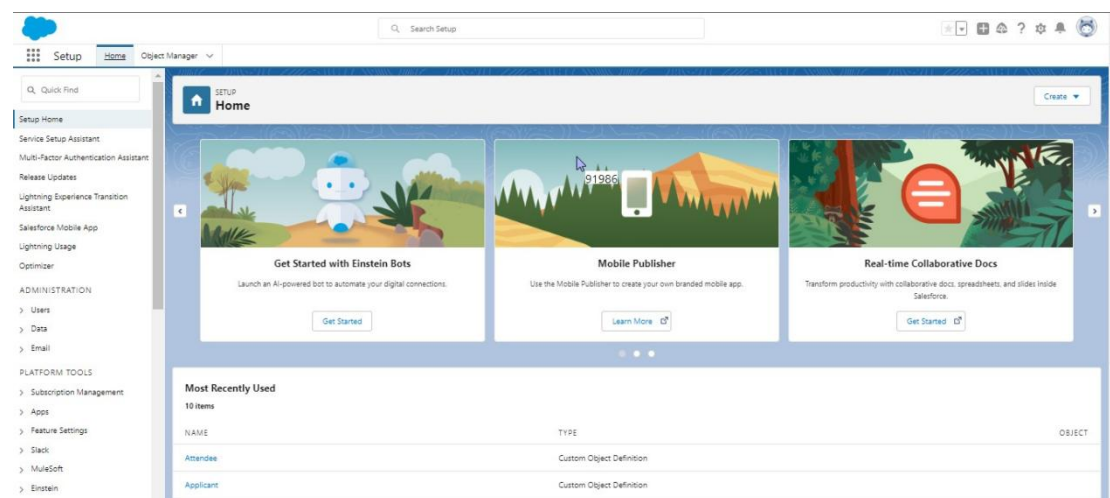 Search Setup
Setup
Home
Object Manager
Quick Find
Setup Home
Service Setup Assistant
Multi-Factor Authentication Assistant
Release Updates
Lightning Experience Transition
Assistant
Salesforce Mobile App
Lightning Usage
Optimizer
ADMINISTRATION
Users
Data
Email
PLATFORM TOOLS
Subscription Management
Apps
Feature Settings
Slack
MuleSoft
Einstein
SETUP
Home
Create
Get Started with Einstein Bots
Launch an AI-powered bot to automate your digital connections.
Get Started
91986
Mobile Publisher
Use the Mobile Publisher to create your own branded mobile app.
Learn More
Real-time Collaborative Docs
Transform productivity with collaborative docs, spreadsheets, and slides inside
Salesforce.
Get Started
Most Recently Used
10 items
NAME TYPE OBJECT
Attendee Custom Object Definition
Applicant Custom Object Definition